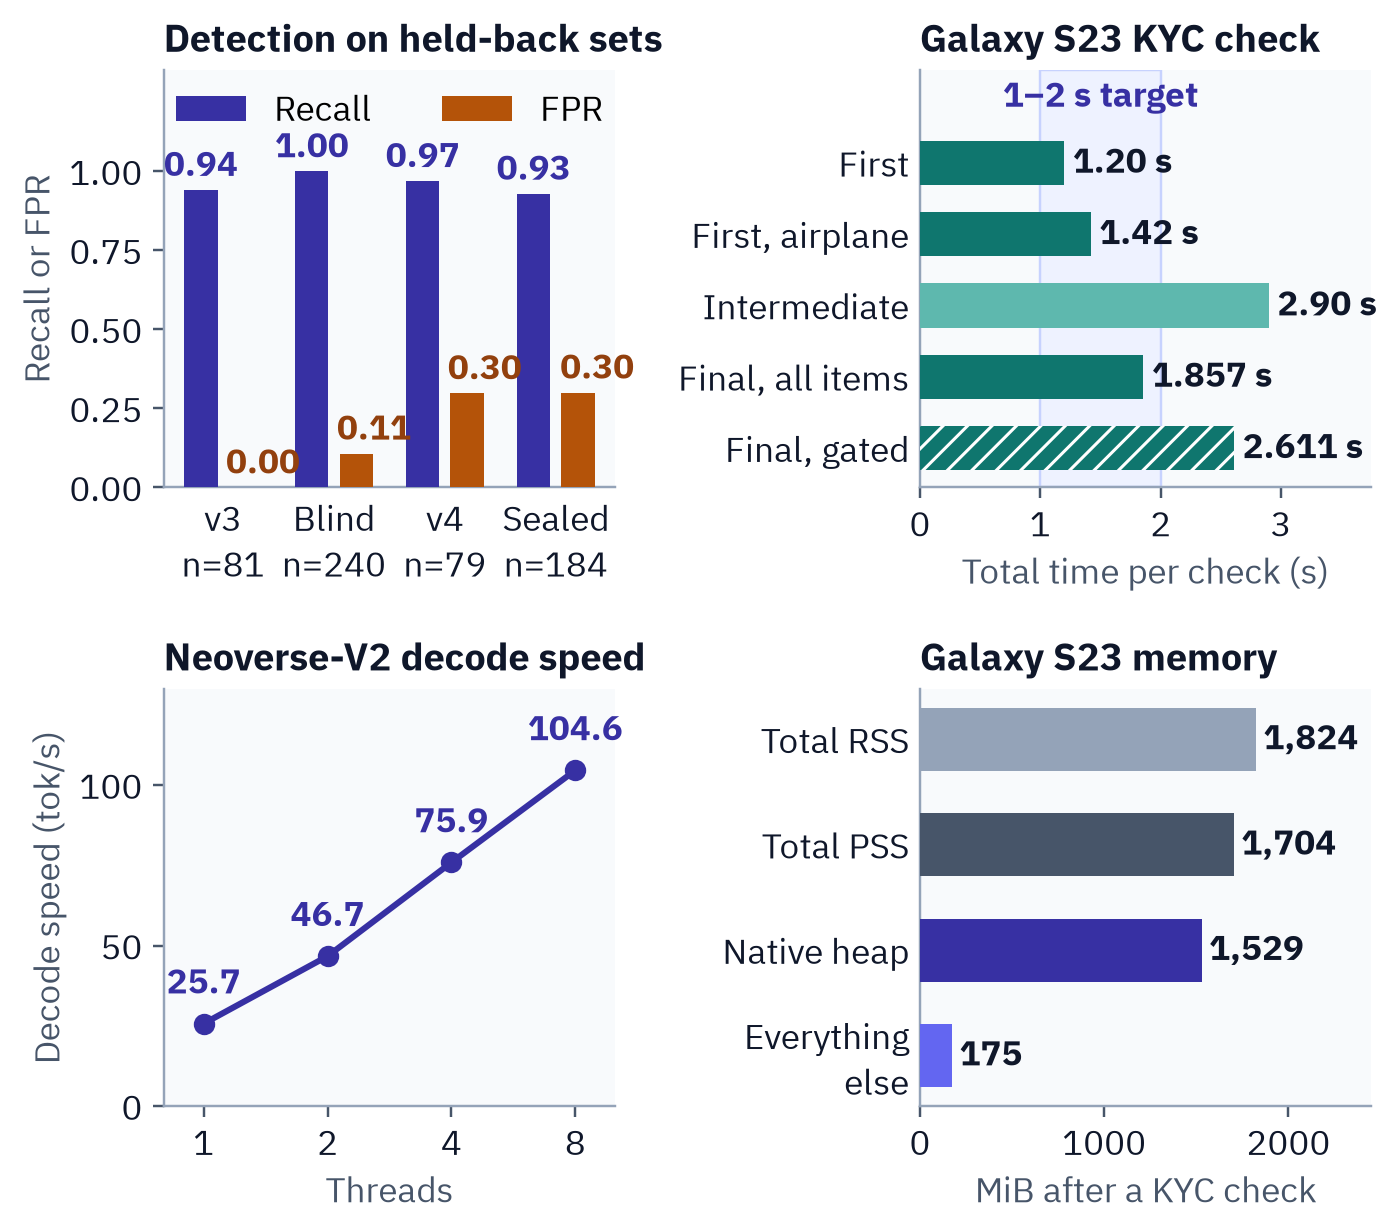 Detection on held-back sets
Recall
FPR
Recall or FPR
1.00
0.75
0.50
0.25
0.00
0.94
1.00
0.97
0.93
0.00
0.11
0.30
0.30
v3
n=81
Blind
n=240
v4
n=79
Sealed
n=184
Galaxy S23 KYC check
1–2 s target
First
1.20 s
First, airplane
1.42 s
Intermediate
2.90 s
Final, all items
1.857 s
Final, gated
2.611 s
0
1
2
3
Total time per check (s)
Neoverse-V2 decode speed
Decode speed (tok/s)
100
50
0
25.7
46.7
75.9
104.6
1
2
4
8
Threads
Galaxy S23 memory
Total RSS
1,824
Total PSS
1,704
Native heap
1,529
Everything
else
175
0
1000
2000
MiB after a KYC check